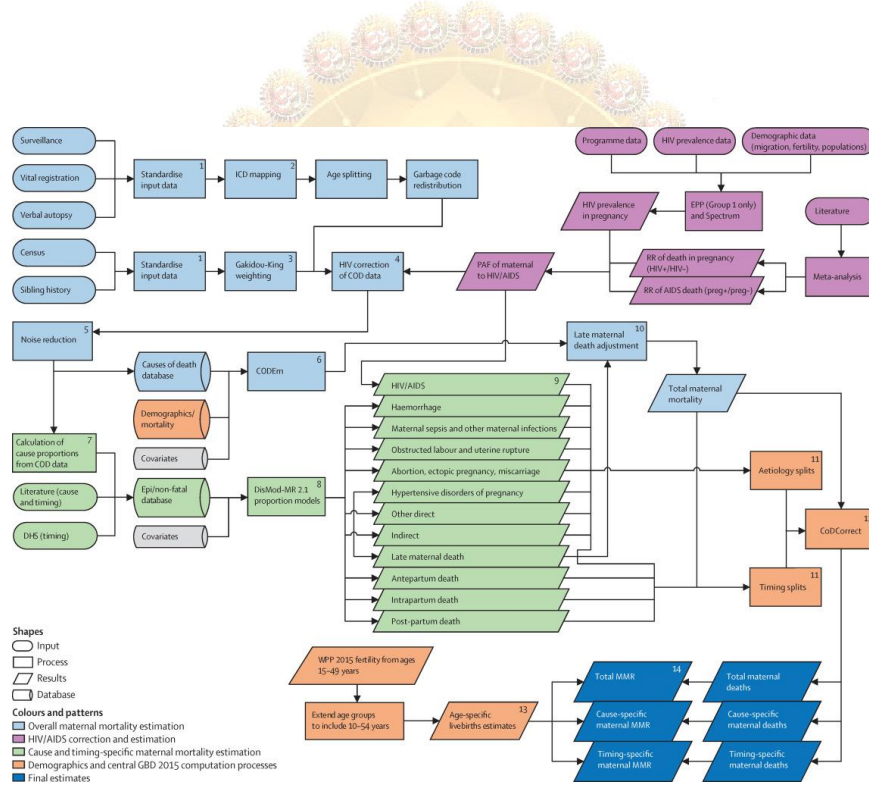 Surveillance
Vital registration
Verbal autopsy
Census
Sibling history
1
Standardise
input data
2
ICD mapping
Age splitting
Garbage code
redistribution
1
Standardise
input data
3
Gakidou-King
weighting
4
HIV correction
of COD data
Programme data
HIV prevalence data
Demographic data
(migration, fertility, populations)
HIV prevalence
in pregnancy
EPP (Group 1 only)
and Spectrum
Literature
PAF of maternal
to HIV/AIDS
RR of death in pregnancy
(HIV+/HIV–)
RR of AIDS death (preg+/preg–)
Meta-analysis
5
Noise reduction
Causes of death
database
6
CODEm
10
Late maternal
death adjustment
Total maternal
mortality
Demographics/
mortality
Covariates
7
Calculation of
cause proportions
from COD data
Literature (cause
and timing)
DHS (timing)
Epi/non-fatal
database
Covariates
8
DisMod-MR 2.1
proportion models
9
HIV/AIDS
Haemorrhage
Maternal sepsis and other maternal infections
Obstructed labour and uterine rupture
Abortion, ectopic pregnancy, miscarriage
Hypertensive disorders of pregnancy
Other direct
Indirect
Late maternal death
Antepartum death
Intrapartum death
Post-partum death
11
Aetiology splits
CoDCorrect
11
Timing splits
Shapes
Input
Process
Results
Database
Colours and patterns
Overall maternal mortality estimation
HIV/AIDS correction and estimation
Cause and timing-specific maternal mortality estimation
Demographics and central GBD 2015 computation processes
Final estimates
WPP 2015 fertility from ages
15–49 years
Extend age groups
to include 10–54 years
13
Age-specific
livebirths estimates
14
Total MMR
Total maternal
deaths
Cause-specific
maternal MMR
Cause-specific
maternal deaths
Timing-specific
maternal MMR
Timing-specific
maternal deaths